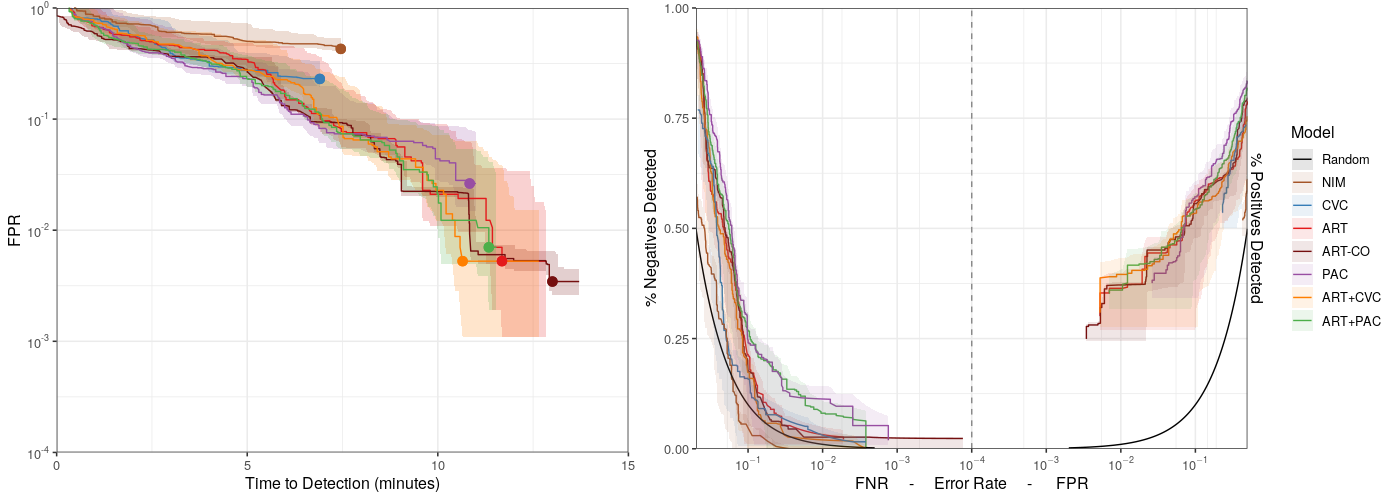 FPR
10⁰
10⁻¹
10⁻²
10⁻³
10⁻⁴
0
5
10
15
Time to Detection (minutes)
% Negatives Detected
1.00
0.75
0.50
0.25
0.00
10⁻¹
10⁻²
10⁻³
10⁻⁴
10⁻³
10⁻²
10⁻¹
FNR - Error Rate - FPR
% Positives Detected
Model
Random
NIM
CVC
ART
ART-CO
PAC
ART+CVC
ART+PAC